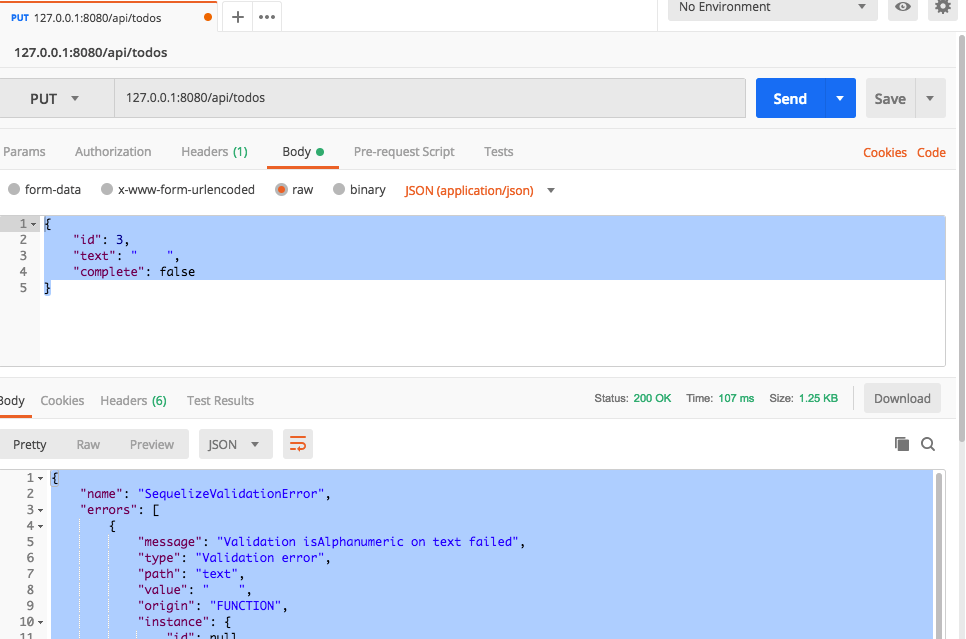 PUT 127.0.0.1:8080/api/todos + ••• No Environment
127.0.0.1:8080/api/todos
PUT 127.0.0.1:8080/api/todos Send Save
Params Authorization Headers (1) Body Pre-request Script Tests Cookies Code
form-data x-www-form-urlencoded raw binary JSON (application/json)
1 {
2 "id": 3,
3 "text": "    ",
4 "complete": false
5 }
Body Cookies Headers (6) Test Results Status: 200 OK Time: 107 ms Size: 1.25 KB Download
Pretty Raw Preview JSON
1 {
2 "name": "SequelizeValidationError",
3 "errors": [
4 {
5 "message": "Validation isAlphanumeric on text failed",
6 "type": "Validation error",
7 "path": "text",
8 "value": "    ",
9 "origin": "FUNCTION",
10 "instance": {
11 "id": null